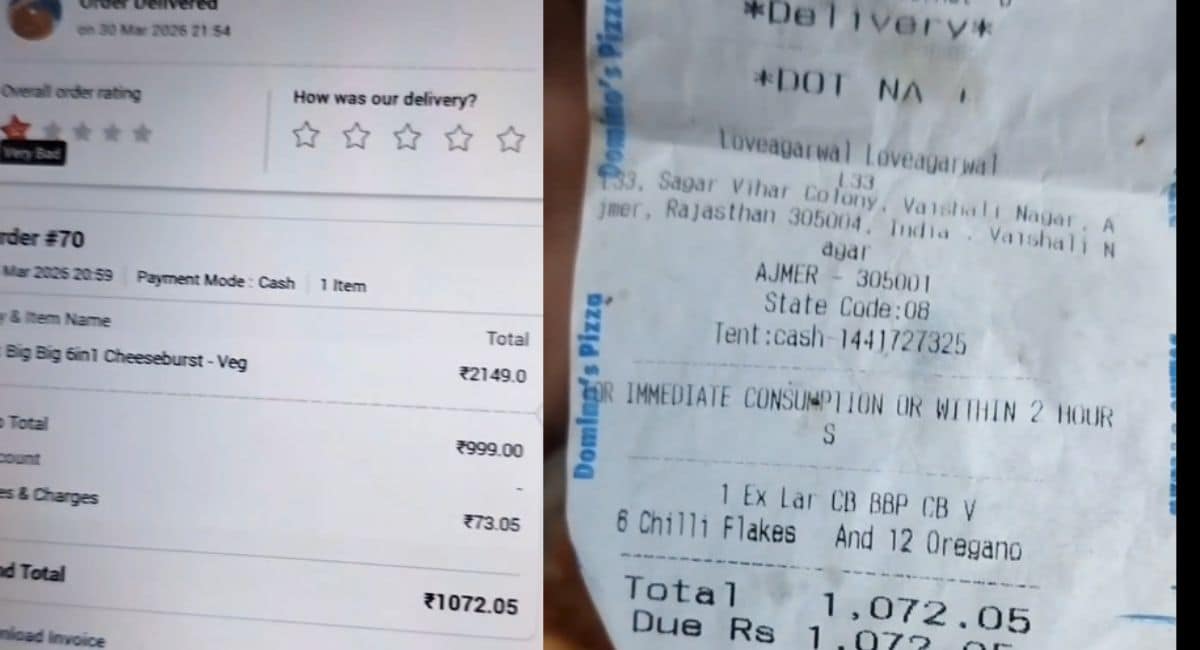 Order Delivered
on 30 Mar 2026 21:54
Overall order rating
Very Bad
How was our delivery?
rder #70
Mar 2026 20:59 Payment Mode : Cash 1 Item
y & Item Name
Total
Big Big 6in1 Cheeseburst - Veg
₹2149.0
Total
₹999.00
count
-
es & Charges
₹73.05
nd Total
₹1072.05
nload Invoice
Domino's Pizza
Domino's Pizza
*Delivery*
*DOT NA
Loveagarwal Loveagarwal
L33
L33, Sagar Vihar Colony, Vaishali Nagar, A
jmer, Rajasthan 305004, India , Vaishali N
agar
AJMER - 305001
State Code:08
Tent:cash-1441727325
OR IMMEDIATE CONSUMPTION OR WITHIN 2 HOUR
S
1 Ex Lar CB BBP CB V
6 Chilli Flakes And 12 Oregano
Total 1,072.05
Due Rs 1,072.05